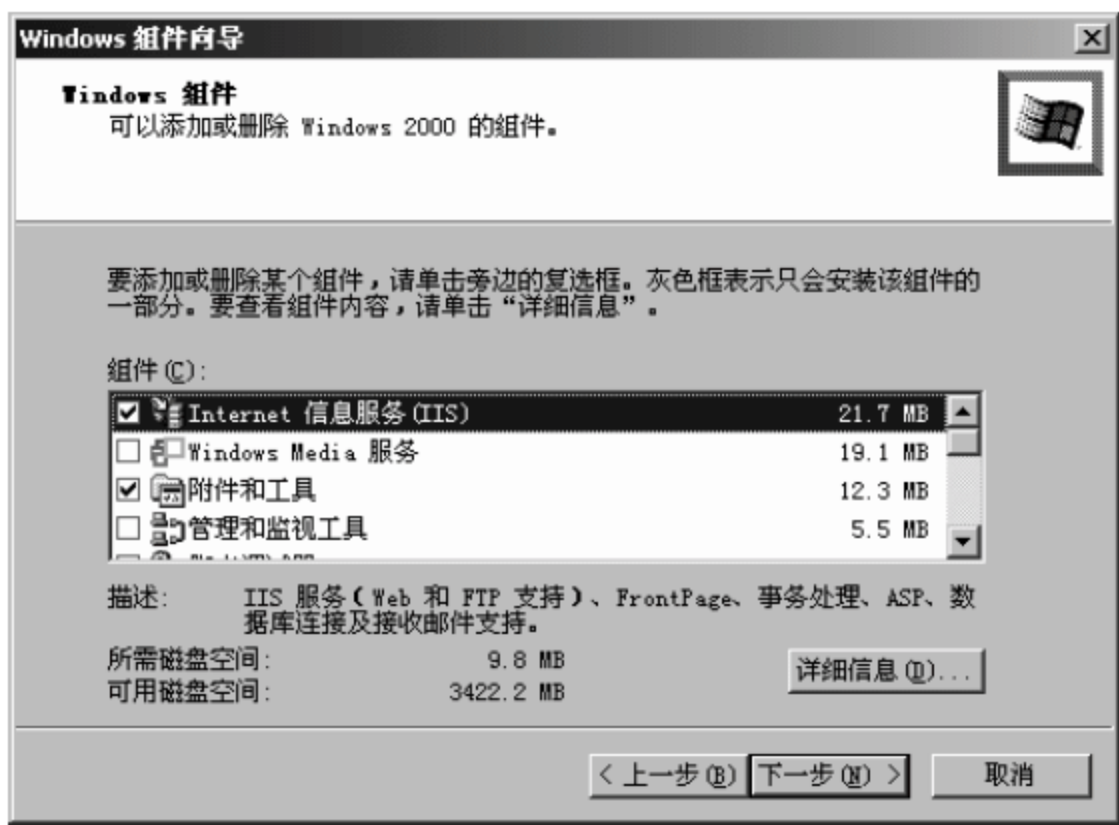 Windows 组件向导
Windows 组件
可以添加或删除 Windows 2000 的组件。
要添加或删除某个组件，请单击旁边的复选框。灰色框表示只会安装该组件的
一部分。要查看组件内容，请单击“详细信息”。
组件(C):
Internet 信息服务(IIS) 21.7 MB
Windows Media 服务 19.1 MB
附件和工具 12.3 MB
管理和监视工具 5.5 MB
描述: IIS 服务(Web 和 FTP 支持)、FrontPage、事务处理、ASP、数
据库连接及接收邮件支持。
所需磁盘空间: 9.8 MB
可用磁盘空间: 3422.2 MB
详细信息(D)...
< 上一步(B) 下一步(N) > 取消